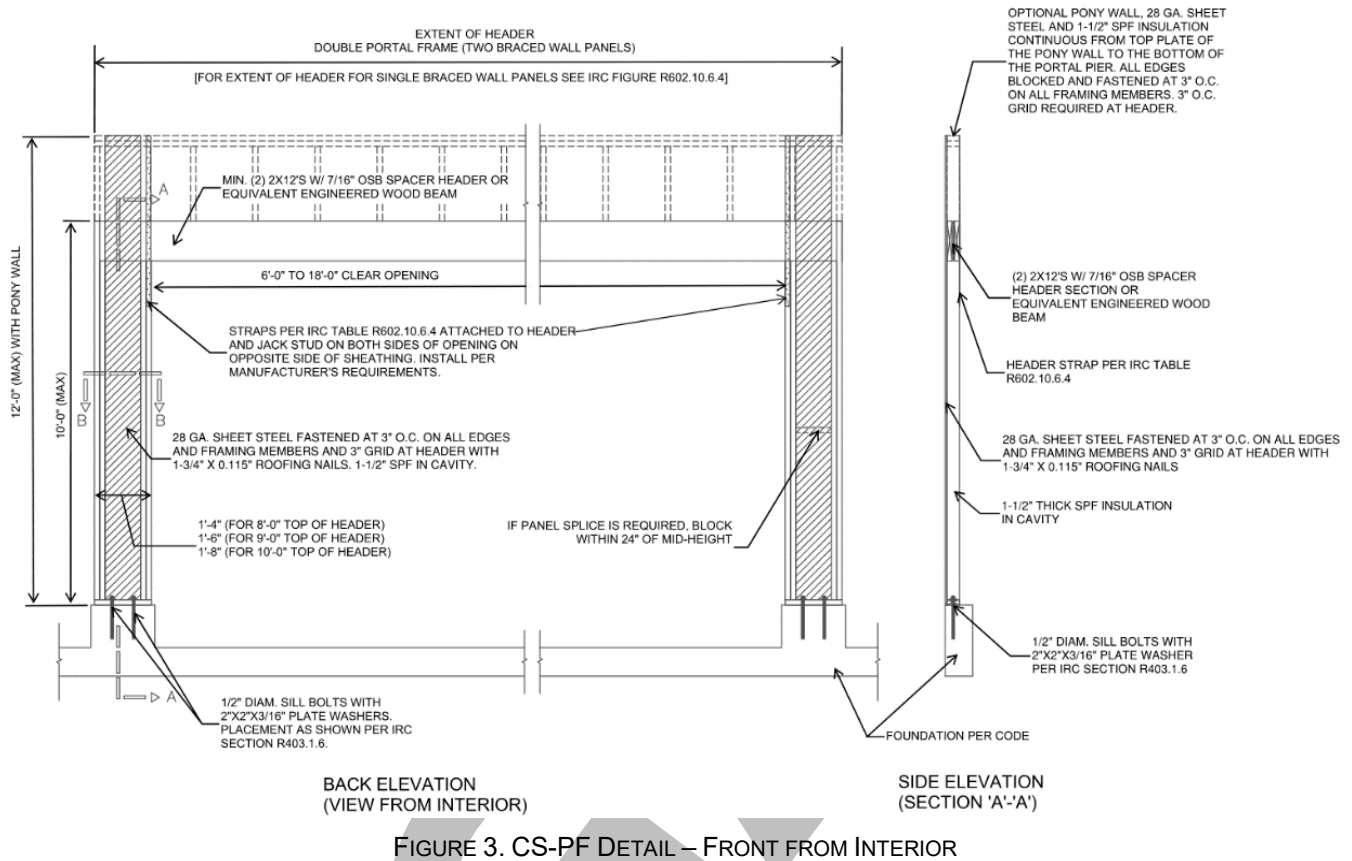 EXTENT OF HEADER
DOUBLE PORTAL FRAME (TWO BRACED WALL PANELS)
[FOR EXTENT OF HEADER FOR SINGLE BRACED WALL PANELS SEE IRC FIGURE R602.10.6.4]
OPTIONAL PONY WALL, 28 GA. SHEET
STEEL AND 1-1/2" SPF INSULATION
CONTINUOUS FROM TOP PLATE OF
THE PONY WALL TO THE BOTTOM OF
THE PORTAL PIER. ALL EDGES
BLOCKED AND FASTENED AT 3" O.C.
ON ALL FRAMING MEMBERS. 3" O.C.
GRID REQUIRED AT HEADER.
A
MIN. (2) 2X12'S W/ 7/16" OSB SPACER HEADER OR
EQUIVALENT ENGINEERED WOOD BEAM
12'-0" (MAX) WITH PONY WALL
10'-0" (MAX)
6'-0" TO 18'-0" CLEAR OPENING
(2) 2X12'S W/ 7/16" OSB SPACER
HEADER SECTION OR
EQUIVALENT ENGINEERED WOOD
BEAM
STRAPS PER IRC TABLE R602.10.6.4 ATTACHED TO HEADER
AND JACK STUD ON BOTH SIDES OF OPENING ON
OPPOSITE SIDE OF SHEATHING. INSTALL PER
MANUFACTURER'S REQUIREMENTS.
HEADER STRAP PER IRC TABLE
R602.10.6.4
B
B
28 GA. SHEET STEEL FASTENED AT 3" O.C. ON ALL EDGES
AND FRAMING MEMBERS AND 3" GRID AT HEADER WITH
1-3/4" X 0.115" ROOFING NAILS. 1-1/2" SPF IN CAVITY.
28 GA. SHEET STEEL FASTENED AT 3" O.C. ON ALL EDGES
AND FRAMING MEMBERS AND 3" GRID AT HEADER WITH
1-3/4" X 0.115" ROOFING NAILS
1-1/2" THICK SPF INSULATION
IN CAVITY
1'-4" (FOR 8'-0" TOP OF HEADER)
1'-6" (FOR 9'-0" TOP OF HEADER)
1'-8" (FOR 10'-0" TOP OF HEADER)
IF PANEL SPLICE IS REQUIRED, BLOCK
WITHIN 24" OF MID-HEIGHT
1/2" DIAM. SILL BOLTS WITH
2"X2"X3/16" PLATE WASHER
PER IRC SECTION R403.1.6
A
1/2" DIAM. SILL BOLTS WITH
2"X2"X3/16" PLATE WASHERS.
PLACEMENT AS SHOWN PER IRC
SECTION R403.1.6.
FOUNDATION PER CODE
BACK ELEVATION
(VIEW FROM INTERIOR)
SIDE ELEVATION
(SECTION 'A'-'A')
FIGURE 3. CS-PF DETAIL – FRONT FROM INTERIOR